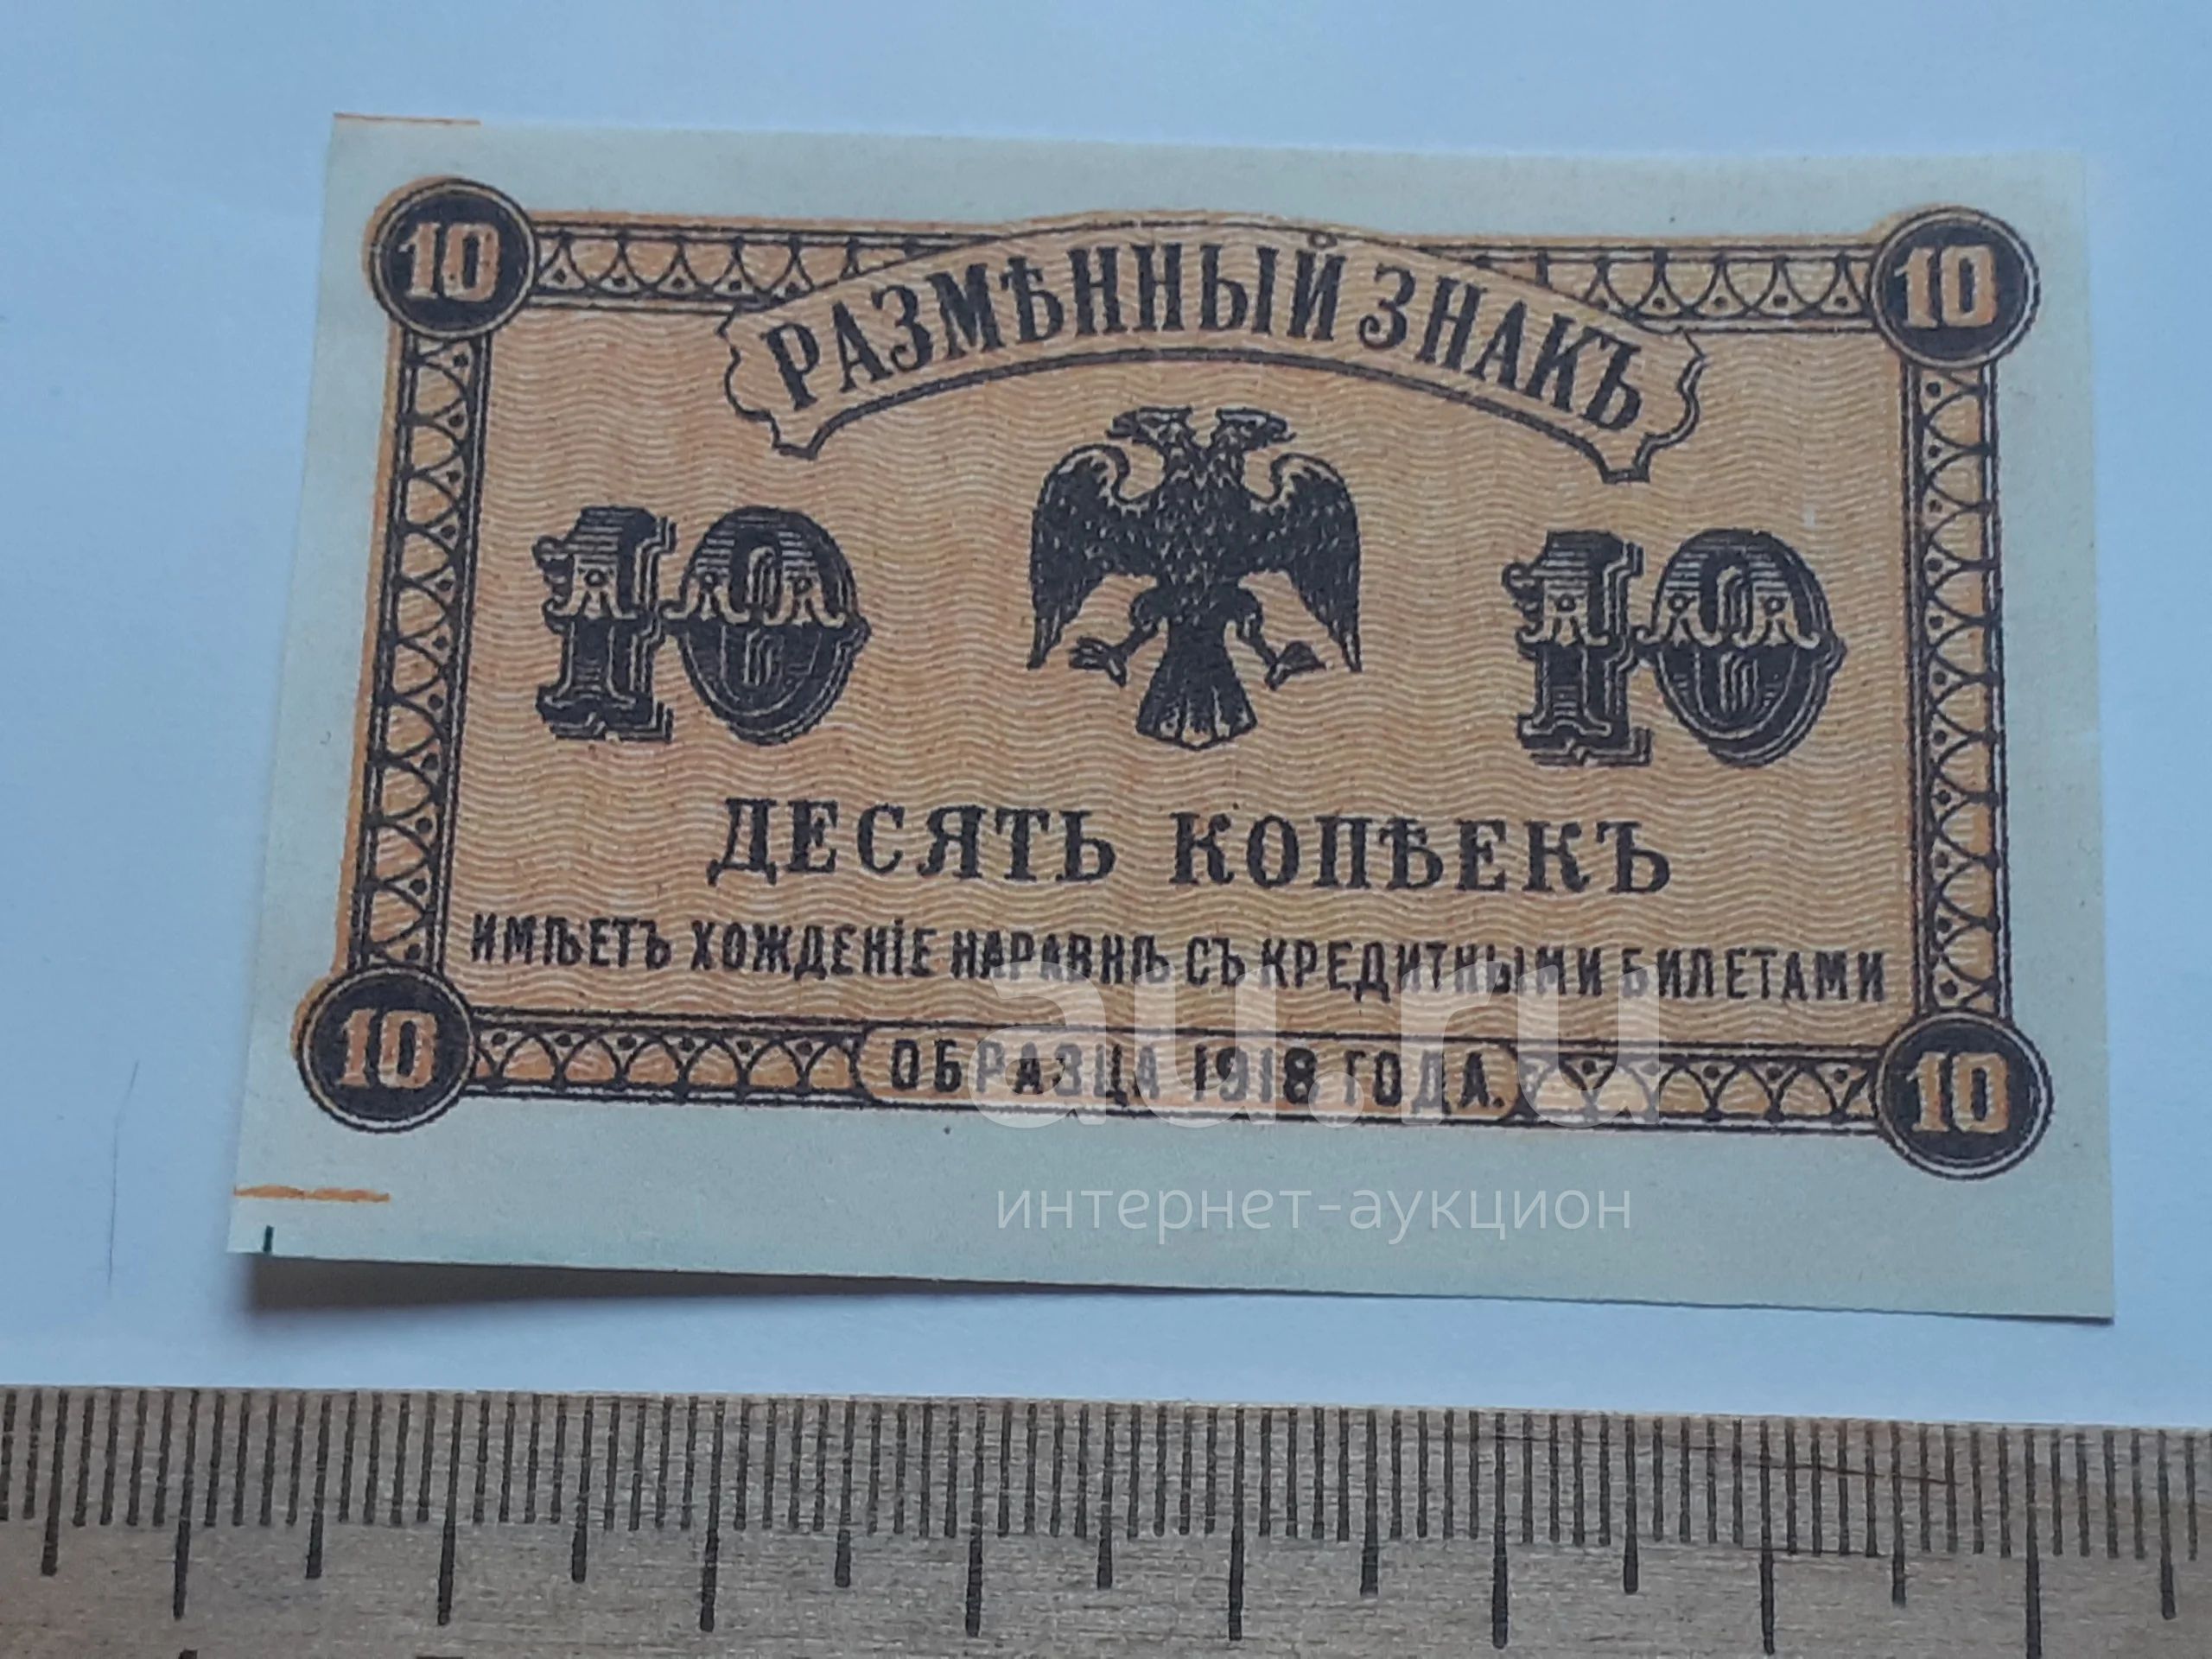 10 РАЗМѢННЫЙ ЗНАКЪ 10
10 10
ДЕСЯТЬ КОПѢЕКЪ
ИМѢЕТЪ ХОЖДЕНІЕ НАРАВНѢ СЪ КРЕДИТНЫМИ БИЛЕТАМИ
10 ОБРАЗЦА 1918 ГОДА. 10
au.ru
интернет-аукцион